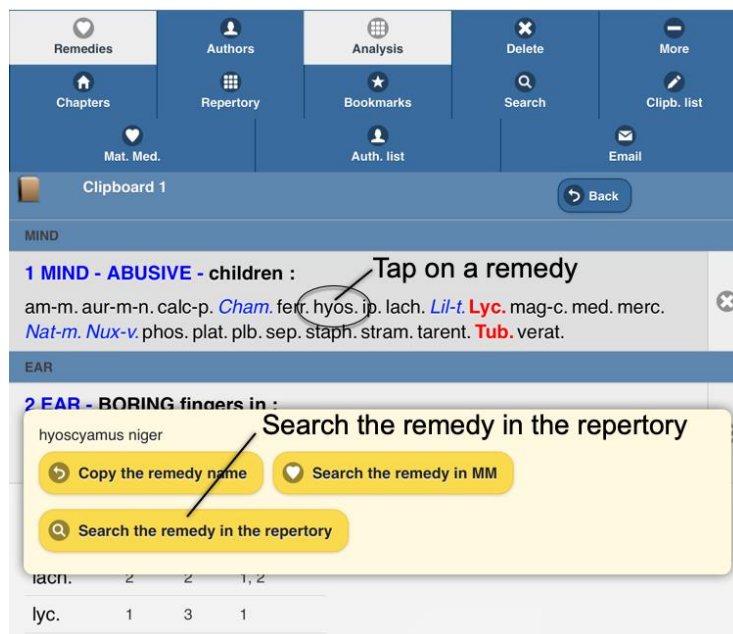 Remedies Authors Analysis Delete More
Chapters Repertory Bookmarks Search Clipb. list
Mat. Med. Auth. list Email
Clipboard 1 Back
MIND
1 MIND - ABUSIVE - children :
Tap on a remedy
am-m. aur-m-n. calc-p. Cham. ferr. hyos. ip. lach. Lil-t. Lyc. mag-c. med. merc.
Nat-m. Nux-v. phos. plat. plb. sep. staph. stram. tarent. Tub. verat.
EAR
2 EAR - BORING fingers in :
Search the remedy in the repertory
hyoscyamus niger
Copy the remedy name Search the remedy in MM
Search the remedy in the repertory
lach. 2 2 1, 2
lyc. 1 3 1